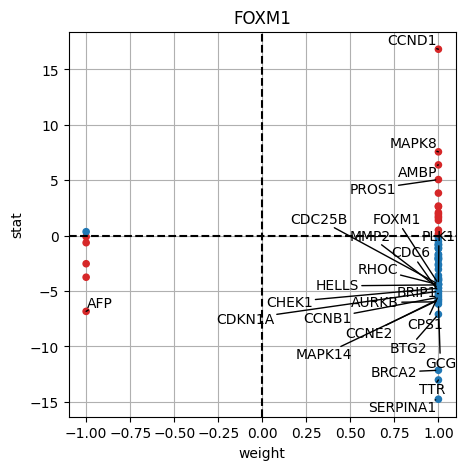 FOXM1
CCND1
15
10
MAPK8
AMBP
5
PROS1
CDC25B
FOXM1
MMP2
PLK1
0
CDC6
RHOC
HELLS
BRIP1
−5
CHEK1
AURKB
AFP
CDKN1A
CCNB1
CPS1
CCNE2
BTG2
MAPK14
−10
GCG
BRCA2
TTR
−15
SERPINA1
stat
−1.00 −0.75 −0.50 −0.25 0.00 0.25 0.50 0.75 1.00
weight